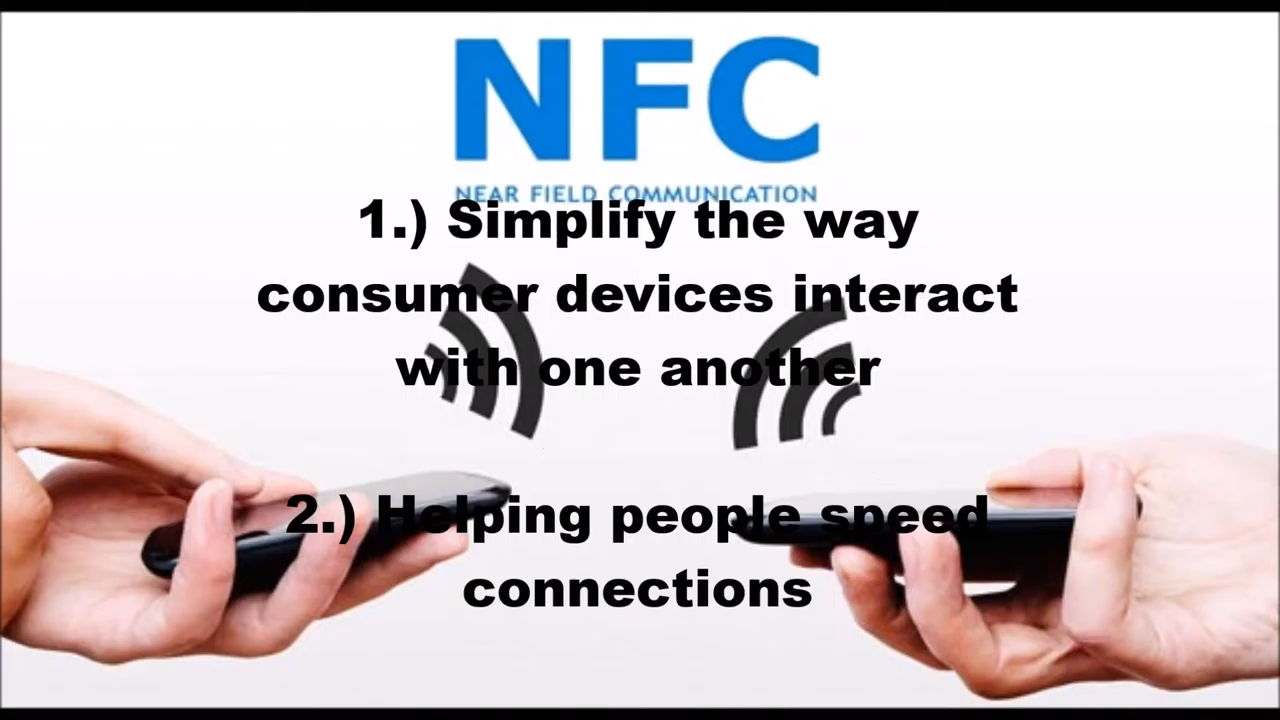 NFC
NEAR FIELD COMMUNICATION
1.) Simplify the way
consumer devices interact
with one another
2.) Helping people speed
connections